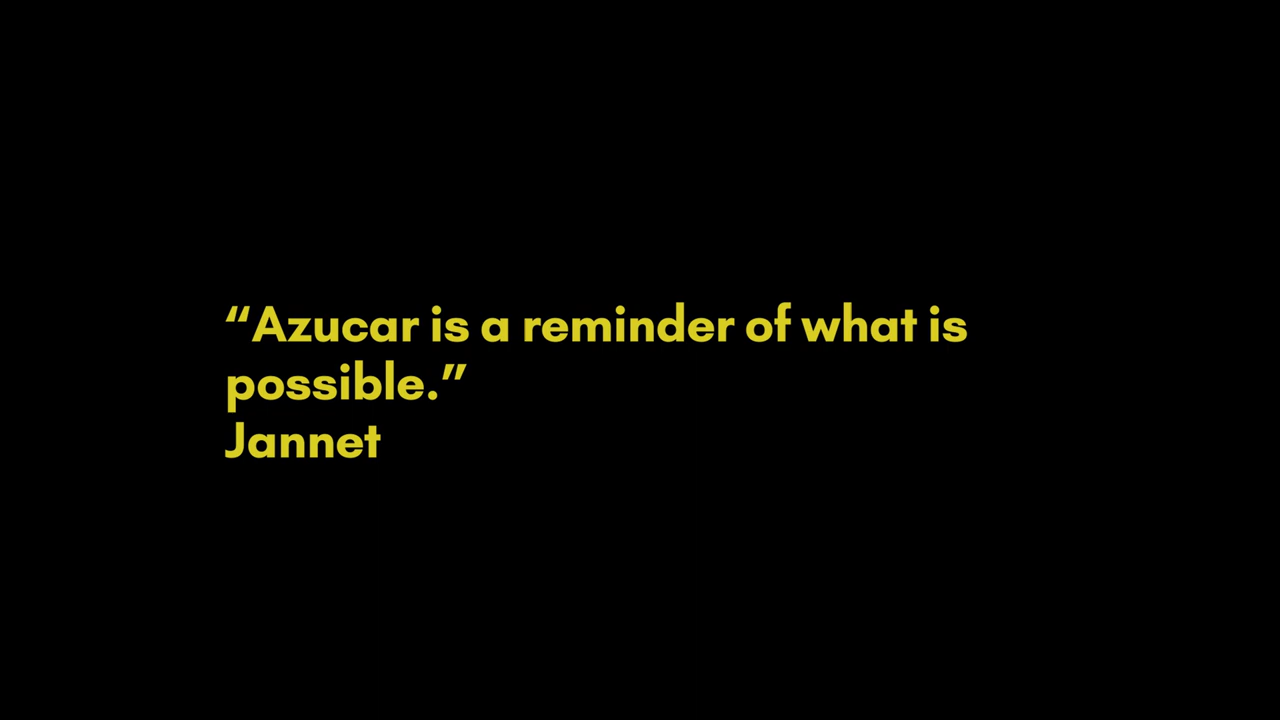 “Azucar is a reminder of what is
possible.”
Jannet